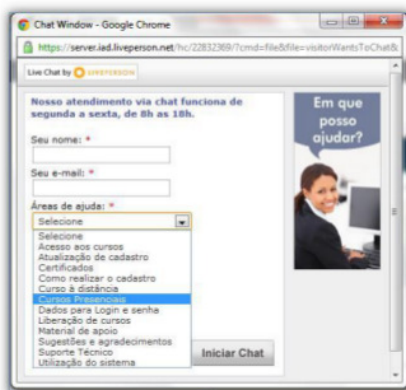 Chat Window - Google Chrome
https://server.iad.liveperson.net/hc/22832369/?cmd=file&file=visitorWantsToChat&
Live Chat by LIVEPERSON
Nosso atendimento via chat funciona de
segunda a sexta, de 8h as 18h.
Seu nome: *
Seu e-mail: *
Áreas de ajuda: *
Selecione
Selecione
Acesso aos cursos
Atualização de cadastro
Certificados
Como realizar o cadastro
Curso à distância
Cursos Presenciais
Dados para Login e senha
Liberação de cursos
Material de apoio
Sugestões e agradecimentos
Suporte Técnico
Utilização do sistema
Iniciar Chat
Em que
posso
ajudar?